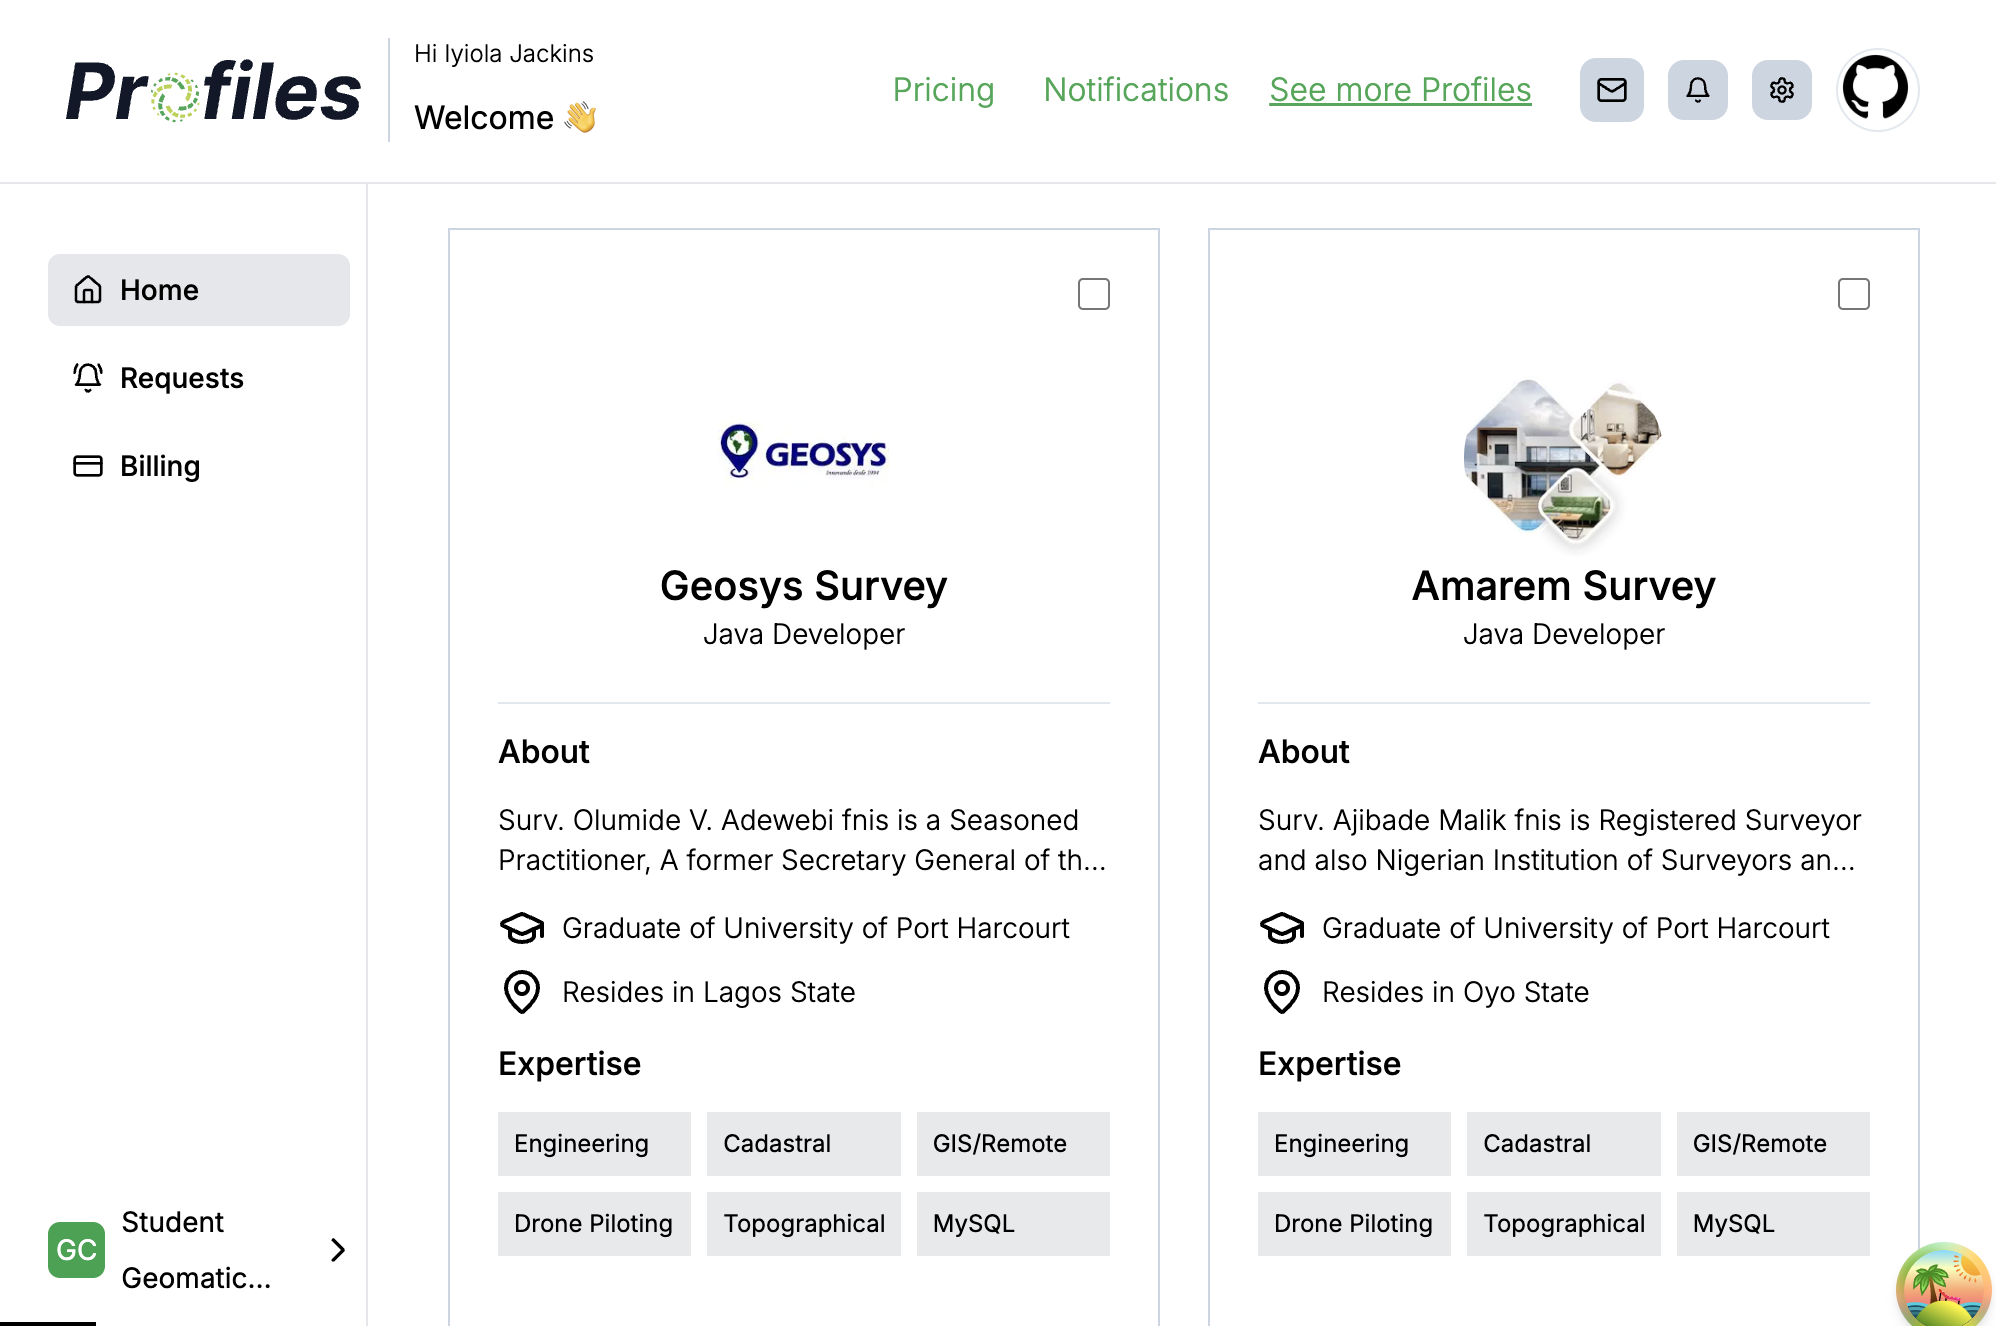 Profiles
Hi Iyiola Jackins
Welcome 👋
Pricing
Notifications
See more Profiles
Home
Requests
Billing
GEOSYS
Innovando desde 1994
Geosys Survey
Java Developer
About
Surv. Olumide V. Adewebi fnis is a Seasoned
Practitioner, A former Secretary General of th...
Graduate of University of Port Harcourt
Resides in Lagos State
Expertise
Engineering
Cadastral
GIS/Remote
Drone Piloting
Topographical
MySQL
Amarem Survey
Java Developer
About
Surv. Ajibade Malik fnis is Registered Surveyor
and also Nigerian Institution of Surveyors an...
Graduate of University of Port Harcourt
Resides in Oyo State
Expertise
Engineering
Cadastral
GIS/Remote
Drone Piloting
Topographical
MySQL
GC
Student
Geomatic...